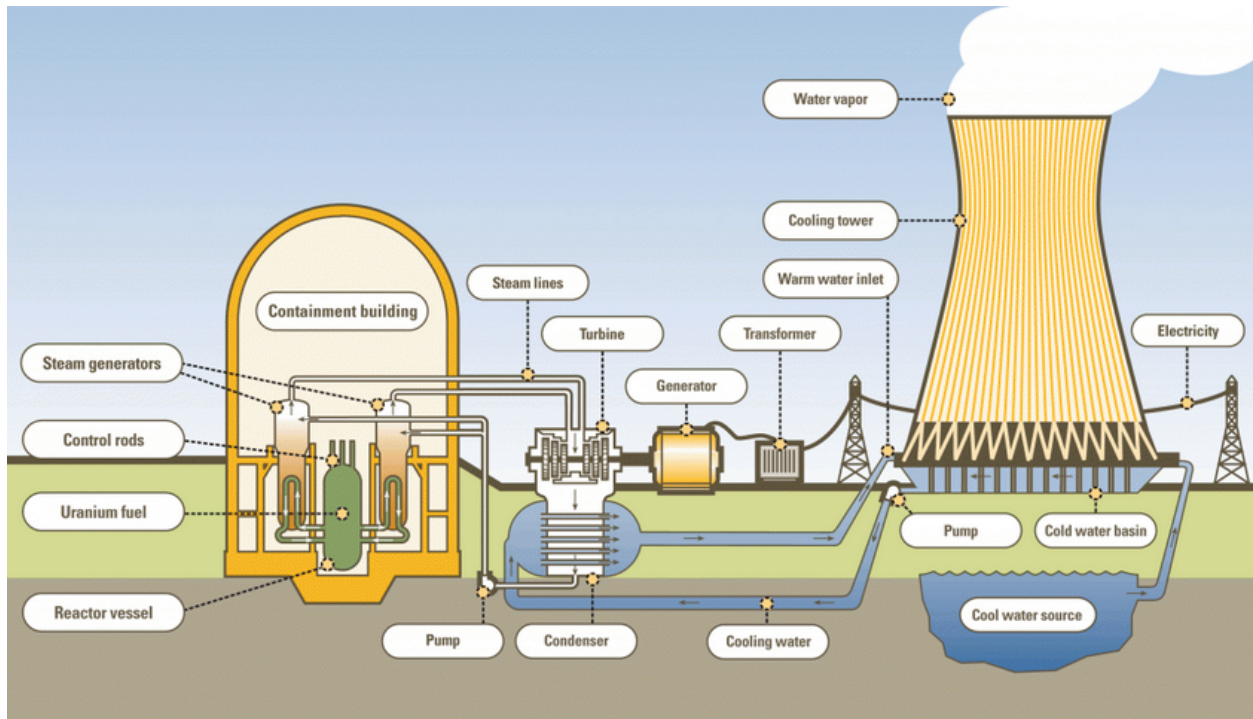 Water vapor
Cooling tower
Warm water inlet
Steam lines
Containment building
Turbine
Transformer
Electricity
Steam generators
Generator
Control rods
Uranium fuel
Pump
Cold water basin
Reactor vessel
Cool water source
Pump
Condenser
Cooling water